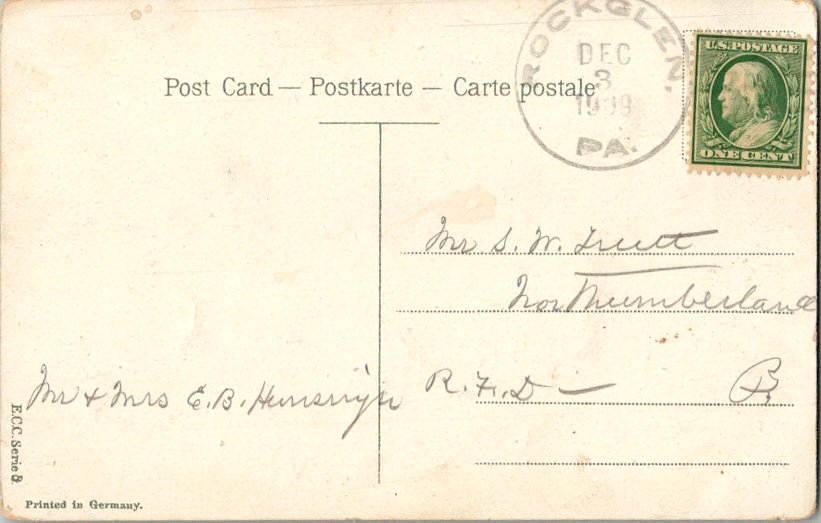 Post Card — Postkarte — Carte postale
ROCKGLEN,
DEC
3
1909
PA.
U.S. POSTAGE
ONE CENT
Mr S. W. Truitt
Northumberland
R. F. D — Pa
Mr & Mrs E. B. Hunsinger
E.C.C. Serie 8.
Printed in Germany.